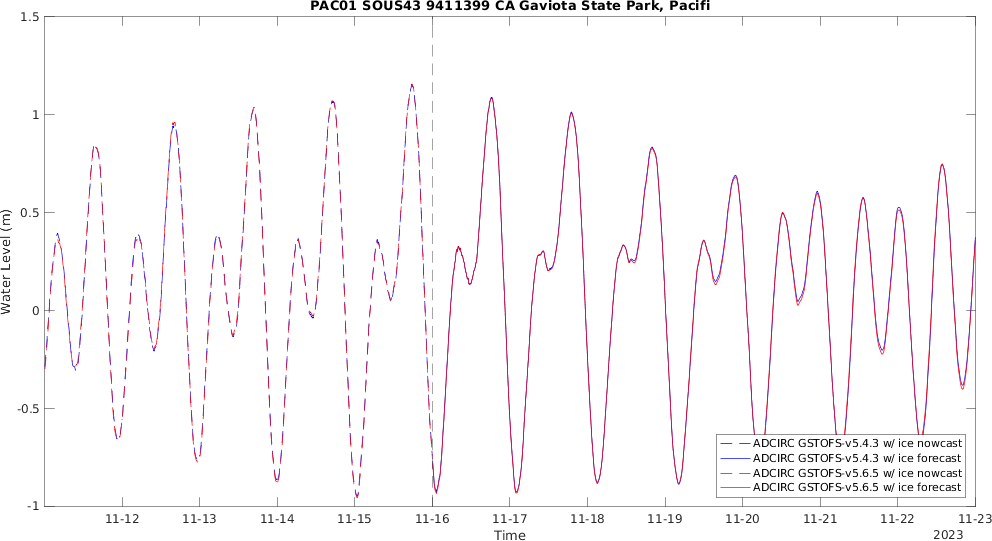 PAC01 SOUS43 9411399 CA Gaviota State Park, Pacifi
Water Level (m)
1.5
1
0.5
0
-0.5
-1
ADCIRC GSTOFS-v5.4.3 w/ ice nowcast
ADCIRC GSTOFS-v5.4.3 w/ ice forecast
ADCIRC GSTOFS-v5.6.5 w/ ice nowcast
ADCIRC GSTOFS-v5.6.5 w/ ice forecast
11-12 11-13 11-14 11-15 11-16 11-17 11-18 11-19 11-20 11-21 11-22 11-23
Time
2023